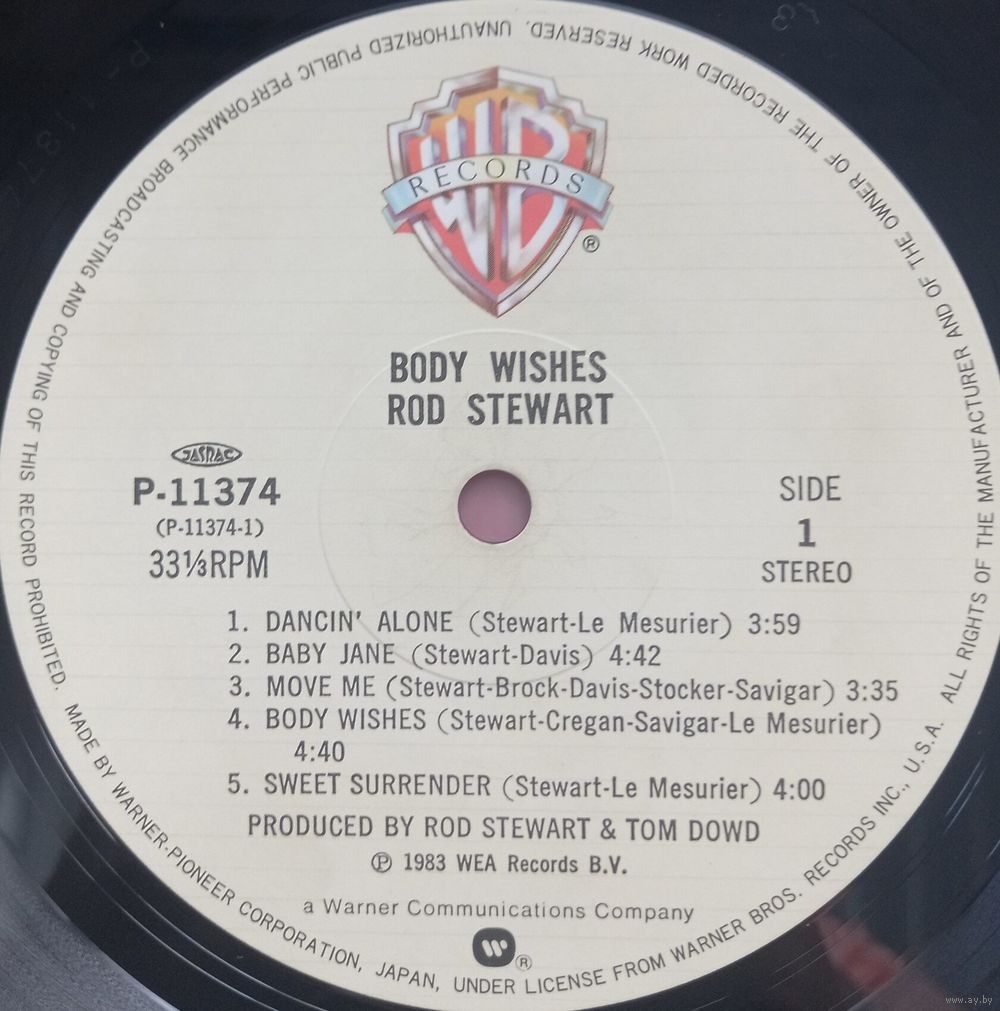 WB
RECORDS
®
BODY WISHES
ROD STEWART
JASRAC
P-11374
(P-11374-1)
33⅓RPM
SIDE
1
STEREO
1. DANCIN' ALONE (Stewart-Le Mesurier) 3:59
2. BABY JANE (Stewart-Davis) 4:42
3. MOVE ME (Stewart-Brock-Davis-Stocker-Savigar) 3:35
4. BODY WISHES (Stewart-Cregan-Savigar-Le Mesurier)
4:40
5. SWEET SURRENDER (Stewart-Le Mesurier) 4:00
PRODUCED BY ROD STEWART & TOM DOWD
℗ 1983 WEA Records B.V.
a Warner Communications Company
®
MADE BY WARNER-PIONEER CORPORATION, JAPAN, UNDER LICENSE FROM WARNER BROS. RECORDS INC., U.S.A. ALL RIGHTS OF THE MANUFACTURER AND OF THE OWNER OF THE RECORDED WORK RESERVED. UNAUTHORIZED PUBLIC PERFORMANCE BROADCASTING AND COPYING OF THIS RECORD PROHIBITED.
www.ay.by